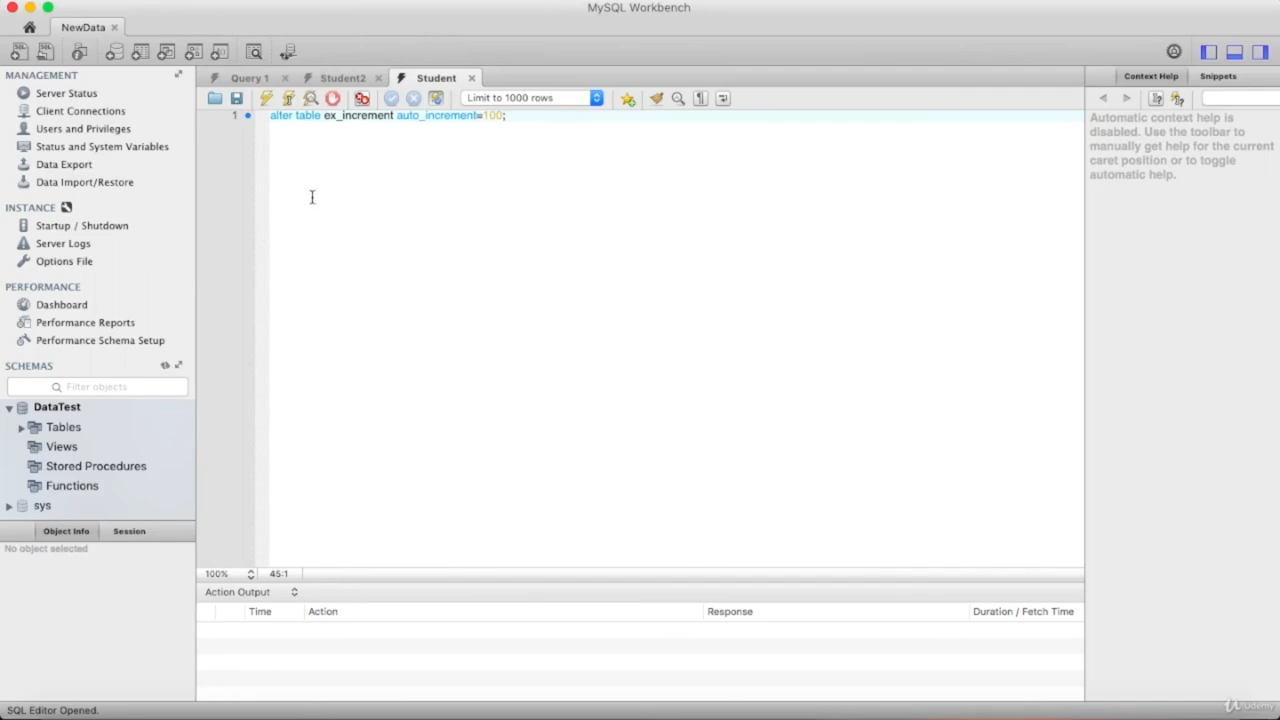 MySQL Workbench
NewData
MANAGEMENT
Server Status
Client Connections
Users and Privileges
Status and System Variables
Data Export
Data Import/Restore
INSTANCE
Startup / Shutdown
Server Logs
Options File
PERFORMANCE
Dashboard
Performance Reports
Performance Schema Setup
SCHEMAS
Filter objects
DataTest
Tables
Views
Stored Procedures
Functions
sys
Object Info Session
No object selected
Query 1 Student2 Student
Limit to 1000 rows
1 alter table ex_increment auto_increment=100;
100% 45:1
Action Output
Time Action Response Duration / Fetch Time
Context Help Snippets
Automatic context help is
disabled. Use the toolbar to
manually get help for the current
caret position or to toggle
automatic help.
SQL Editor Opened.
Udemy